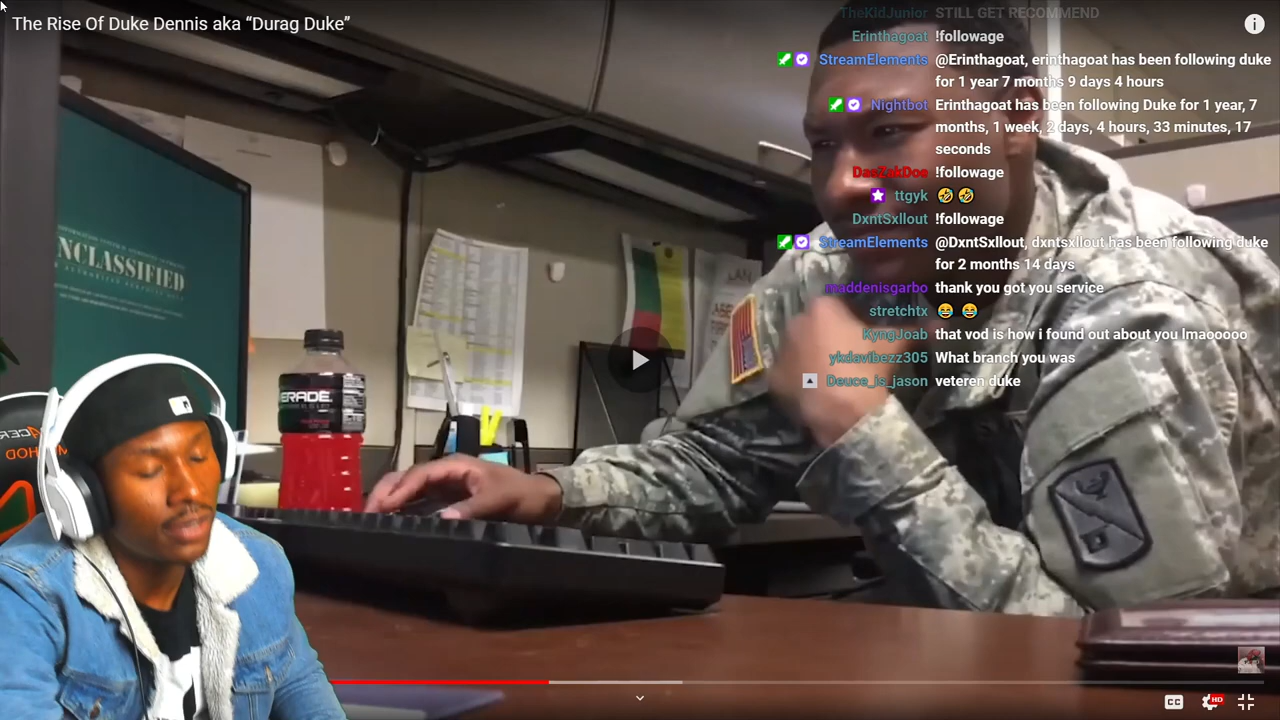 The Rise Of Duke Dennis aka “Durag Duke”
TheKidJunior STILL GET RECOMMEND
Erinthagoat !followage
StreamElements @Erinthagoat, erinthagoat has been following duke
for 1 year 7 months 9 days 4 hours
Nightbot Erinthagoat has been following Duke for 1 year, 7
months, 1 week, 2 days, 4 hours, 33 minutes, 17
seconds
DaeZakDoe !followage
ttgyk 🤣 🤣
DxntSxllout !followage
StreamElements @DxntSxllout, dxntsxllout has been following duke
for 2 months 14 days
maddenisgarbo thank you got you service
stretchtx 😂 😂
KyngJoab that vod is how i found out about you lmaooooo
ykdavibezz305 What branch you was
Deuce_is_jason veteren duke
NCLASSIFIED
ERADE
CC HD